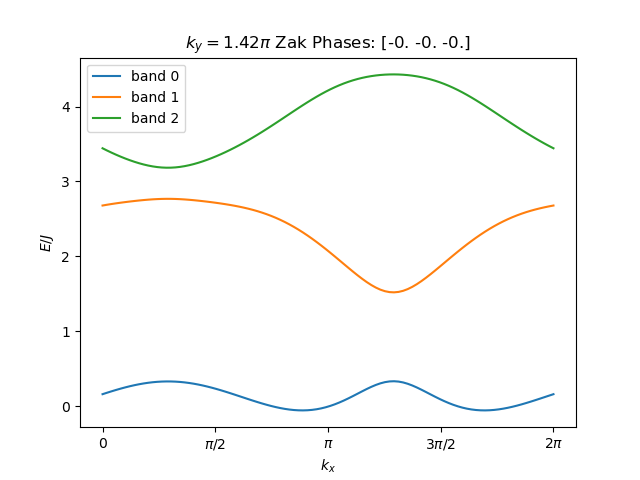 k_y = 1.42π Zak Phases: [-0. -0. -0.]
band 0
band 1
band 2
E/J
4
3
2
1
0
0 π/2 π 3π/2 2π
k_x